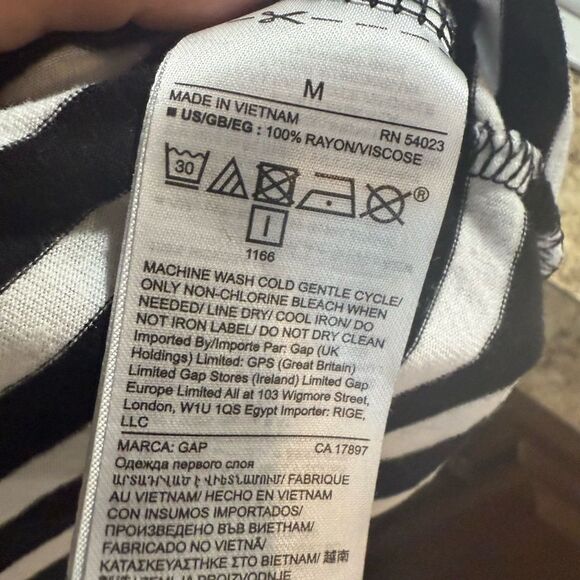 M
MADE IN VIETNAM RN 54023
US/GB/EG : 100% RAYON/VISCOSE
30
®
1166
MACHINE WASH COLD GENTLE CYCLE/
ONLY NON-CHLORINE BLEACH WHEN
NEEDED/ LINE DRY/ COOL IRON/ DO
NOT IRON LABEL/ DO NOT DRY CLEAN
Imported By/Importe Par: Gap (UK
Holdings) Limited: GPS (Great Britain)
Limited Gap Stores (Ireland) Limited Gap
Europe Limited All at 103 Wigmore Street,
London, W1U 1QS Egypt Importer: RIGE,
LLC
MARCA: GAP CA 17897
Одежда первого слоя
ԱՐՏԱԴՐՎԱԾ Է ՎԻԵՏՆԱՄՈՒՄ/ FABRIQUE
AU VIETNAM/ HECHO EN VIETNAM
CON INSUMOS IMPORTADOS/
ПРОИЗВЕДЕНО ВЪВ ВИЕТНАМ/
FABRICADO NO VIETNÃ/
ΚΑΤΑΣΚΕΥΑΣΤΗΚΕ ΣΤΟ ΒΙΕΤΝΑΜ/ 越南